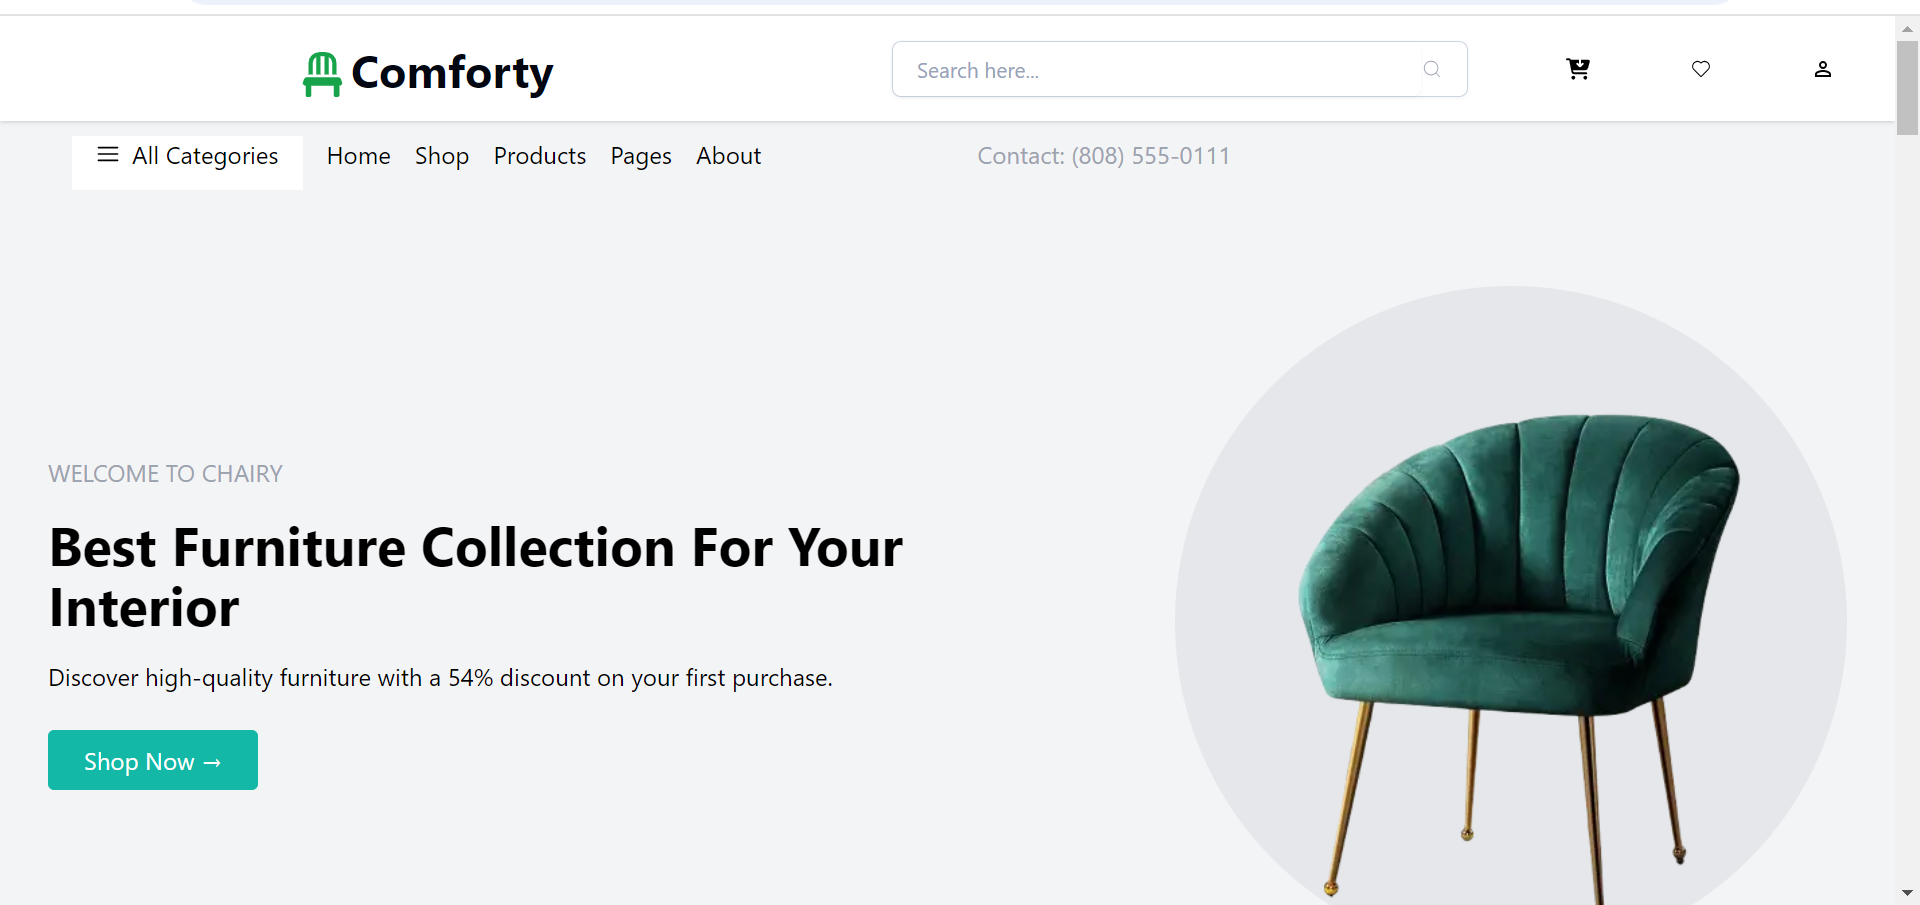 Comforty
Search here...
All Categories
Home
Shop
Products
Pages
About
Contact: (808) 555-0111
WELCOME TO CHAIRY
Best Furniture Collection For Your
Interior
Discover high-quality furniture with a 54% discount on your first purchase.
Shop Now →